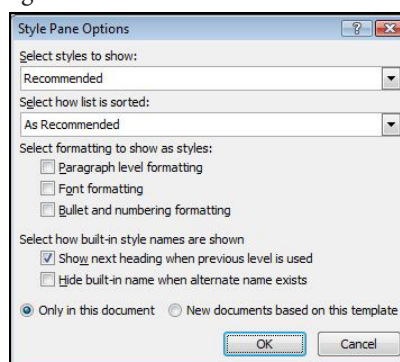 Style Pane Options
Select styles to show:
Recommended
Select how list is sorted:
As Recommended
Select formatting to show as styles:
Paragraph level formatting
Font formatting
Bullet and numbering formatting
Select how built-in style names are shown
Show next heading when previous level is used
Hide built-in name when alternate name exists
Only in this document New documents based on this template
OK Cancel